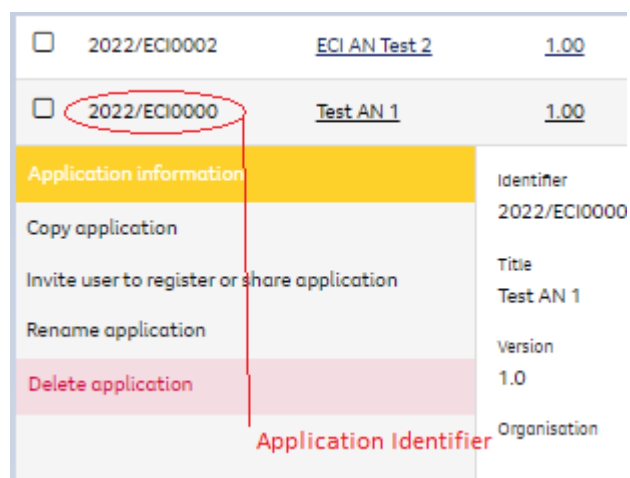 2022/ECI0002 ECI AN Test 2 1.00
2022/ECI0000 Test AN 1 1.00
Application information
Copy application
Invite user to register or share application
Rename application
Delete application
Application Identifier
Identifier
2022/ECI0000
Title
Test AN 1
Version
1.0
Organisation